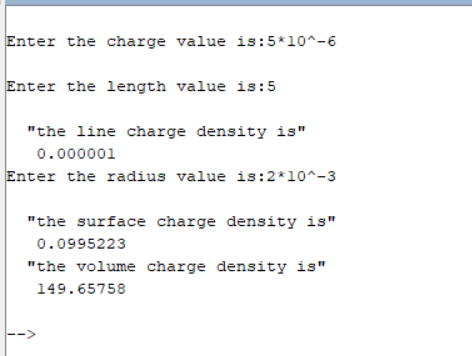 Enter the charge value is:5*10^-6
Enter the length value is:5
"the line charge density is"
0.000001
Enter the radius value is:2*10^-3
"the surface charge density is"
0.0995223
"the volume charge density is"
149.65758
-->